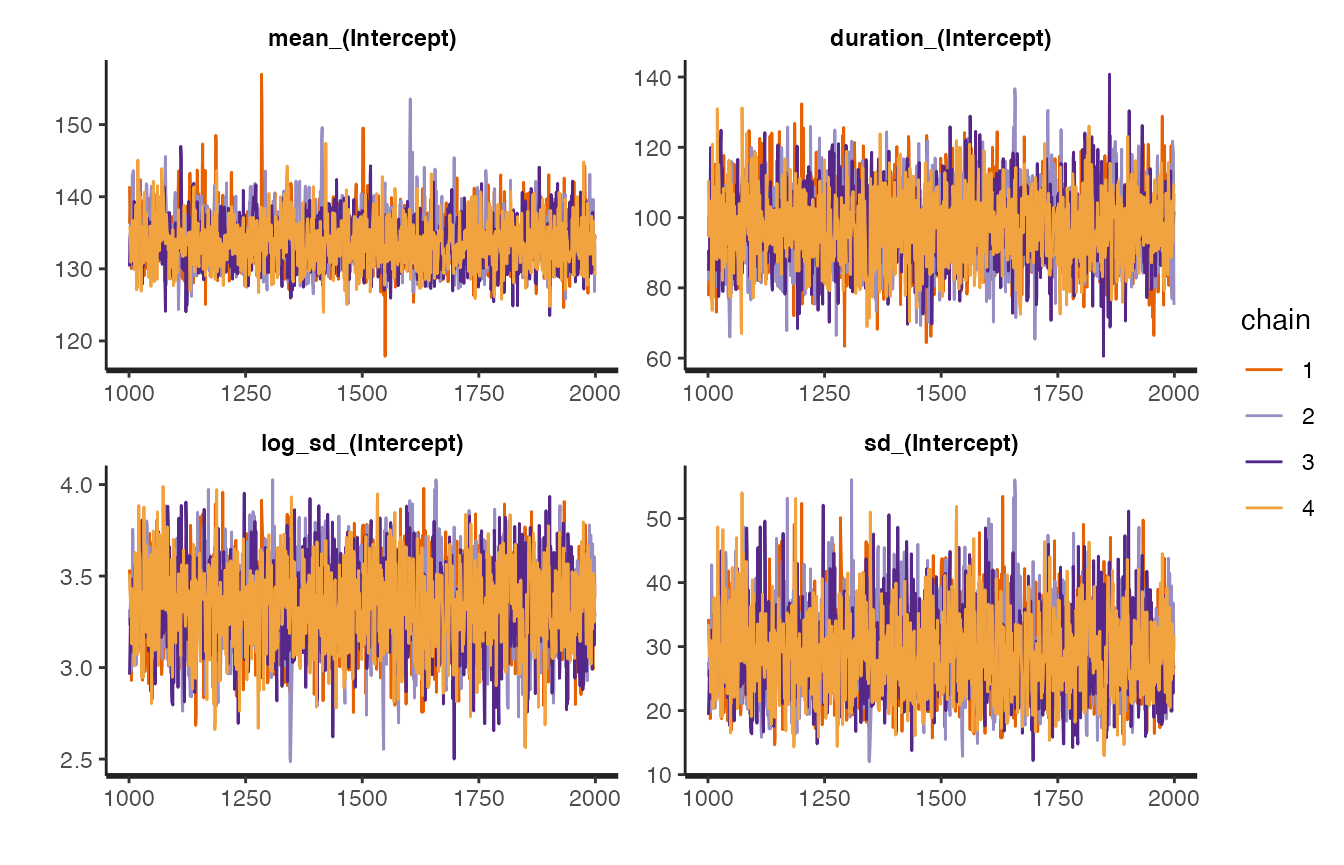 mean_(Intercept)
150
140
130
120
1000 1250 1500 1750 2000
duration_(Intercept)
140
120
100
80
60
1000 1250 1500 1750 2000
log_sd_(Intercept)
4.0
3.5
3.0
2.5
1000 1250 1500 1750 2000
sd_(Intercept)
50
40
30
20
10
1000 1250 1500 1750 2000
chain
1
2
3
4